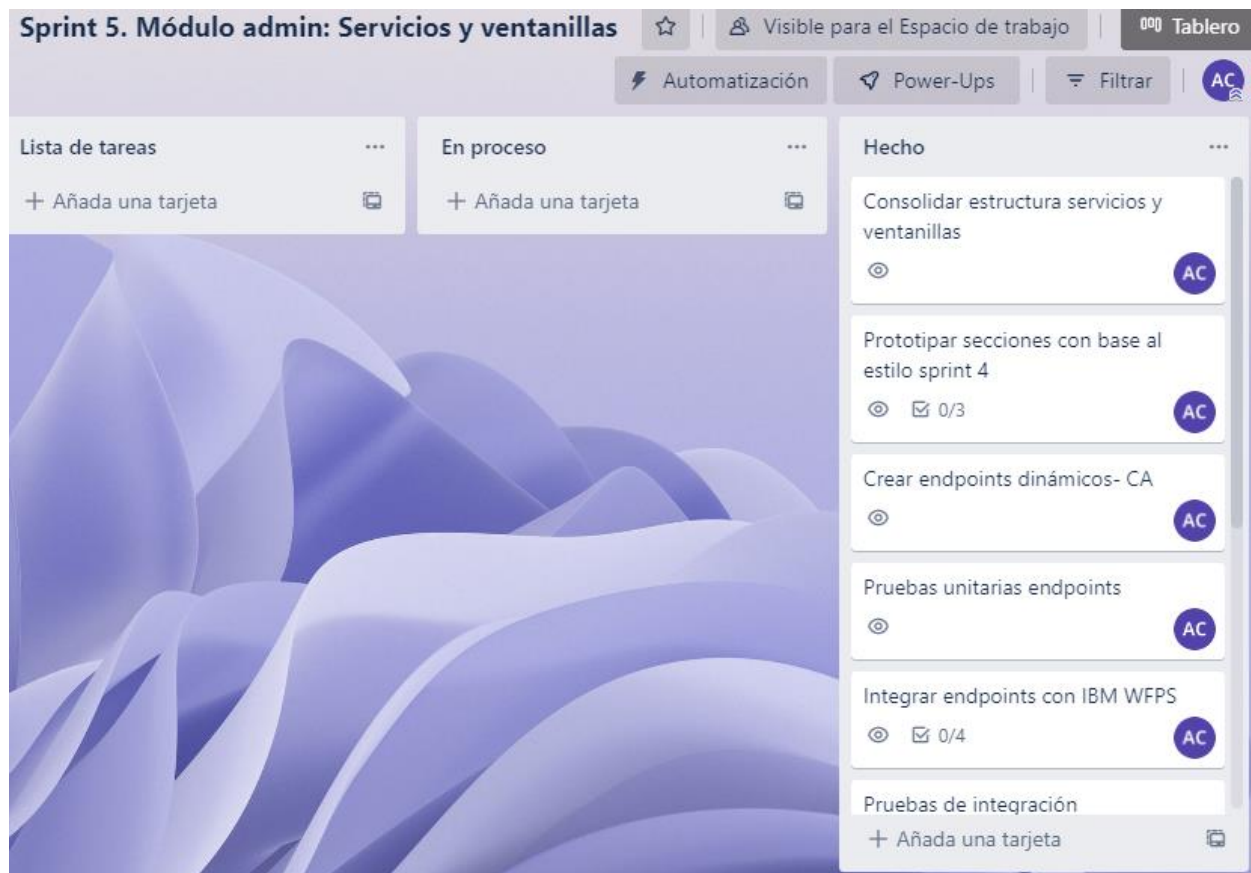 Sprint 5. Módulo admin: Servicios y ventanillas
Visible para el Espacio de trabajo
Tablero
Automatización
Power-Ups
Filtrar
AC
Lista de tareas
+ Añada una tarjeta
En proceso
+ Añada una tarjeta
Hecho
Consolidar estructura servicios y
ventanillas
AC
Prototipar secciones con base al
estilo sprint 4
0/3
AC
Crear endpoints dinámicos- CA
AC
Pruebas unitarias endpoints
AC
Integrar endpoints con IBM WFPS
0/4
AC
Pruebas de integración
+ Añada una tarjeta